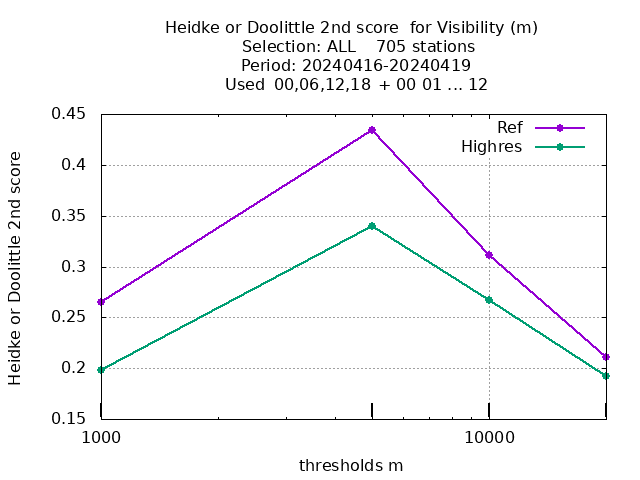 Heidke or Doolittle 2nd score  for Visibility (m)
Selection: ALL    705 stations
Period: 20240416-20240419
Used  00,06,12,18 + 00 01 ... 12
Ref
Highres
0.45
0.4
0.35
0.3
0.25
0.2
0.15
Heidke or Doolittle 2nd score
1000
10000
thresholds m